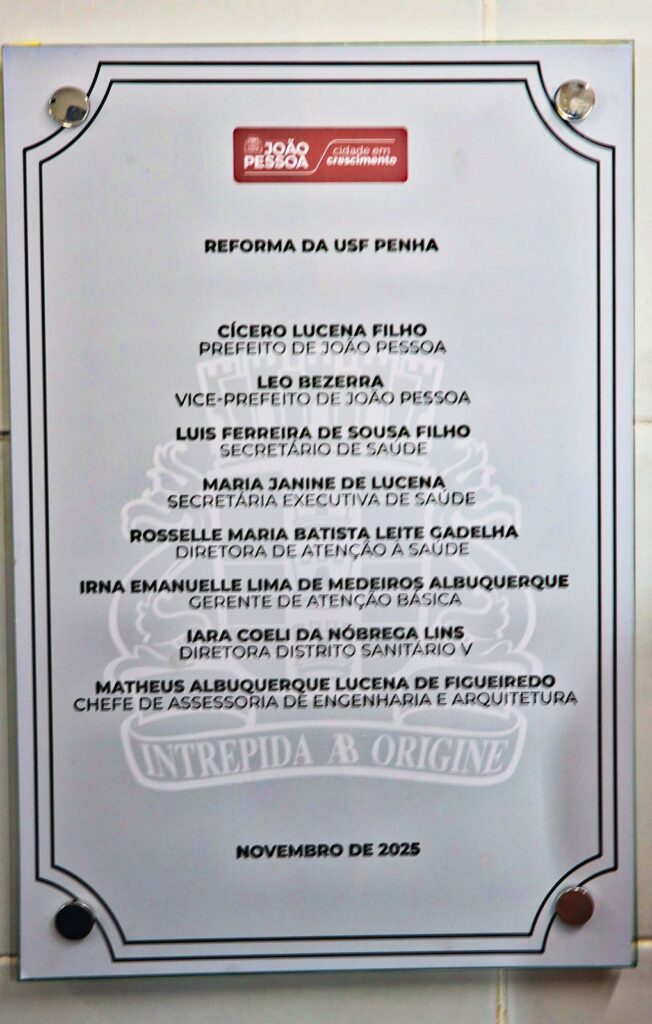 JOÃO
PESSOA
cidade em
crescimento
REFORMA DA USF PENHA
CÍCERO LUCENA FILHO
PREFEITO DE JOÃO PESSOA
LEO BEZERRA
VICE-PREFEITO DE JOÃO PESSOA
LUIS FERREIRA DE SOUSA FILHO
SECRETÁRIO DE SAÚDE
MARIA JANINE DE LUCENA
SECRETÁRIA EXECUTIVA DE SAÚDE
ROSSELLE MARIA BATISTA LEITE GADELHA
DIRETORA DE ATENÇÃO À SAÚDE
IRNA EMANUELLE LIMA DE MEDEIROS ALBUQUERQUE
GERENTE DE ATENÇÃO BÁSICA
IARA COELI DA NÓBREGA LINS
DIRETORA DISTRITO SANITÁRIO V
MATHEUS ALBUQUERQUE LUCENA DE FIGUEIREDO
CHEFE DE ASSESSORIA DE ENGENHARIA E ARQUITETURA
INTREPIDA AB ORIGINE
NOVEMBRO DE 2025